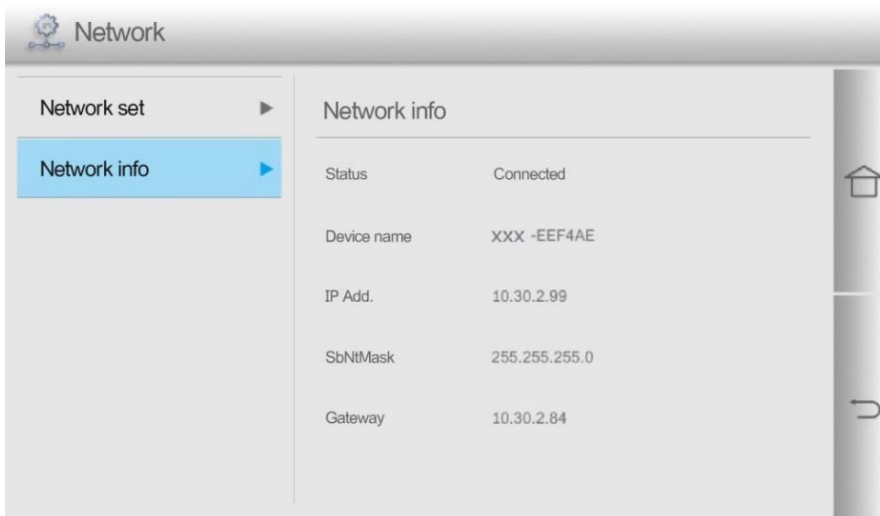 Network
Network set
Network info
Network info
Status Connected
Device name XXX -EEF4AE
IP Add. 10.30.2.99
SbNtMask 255.255.255.0
Gateway 10.30.2.84